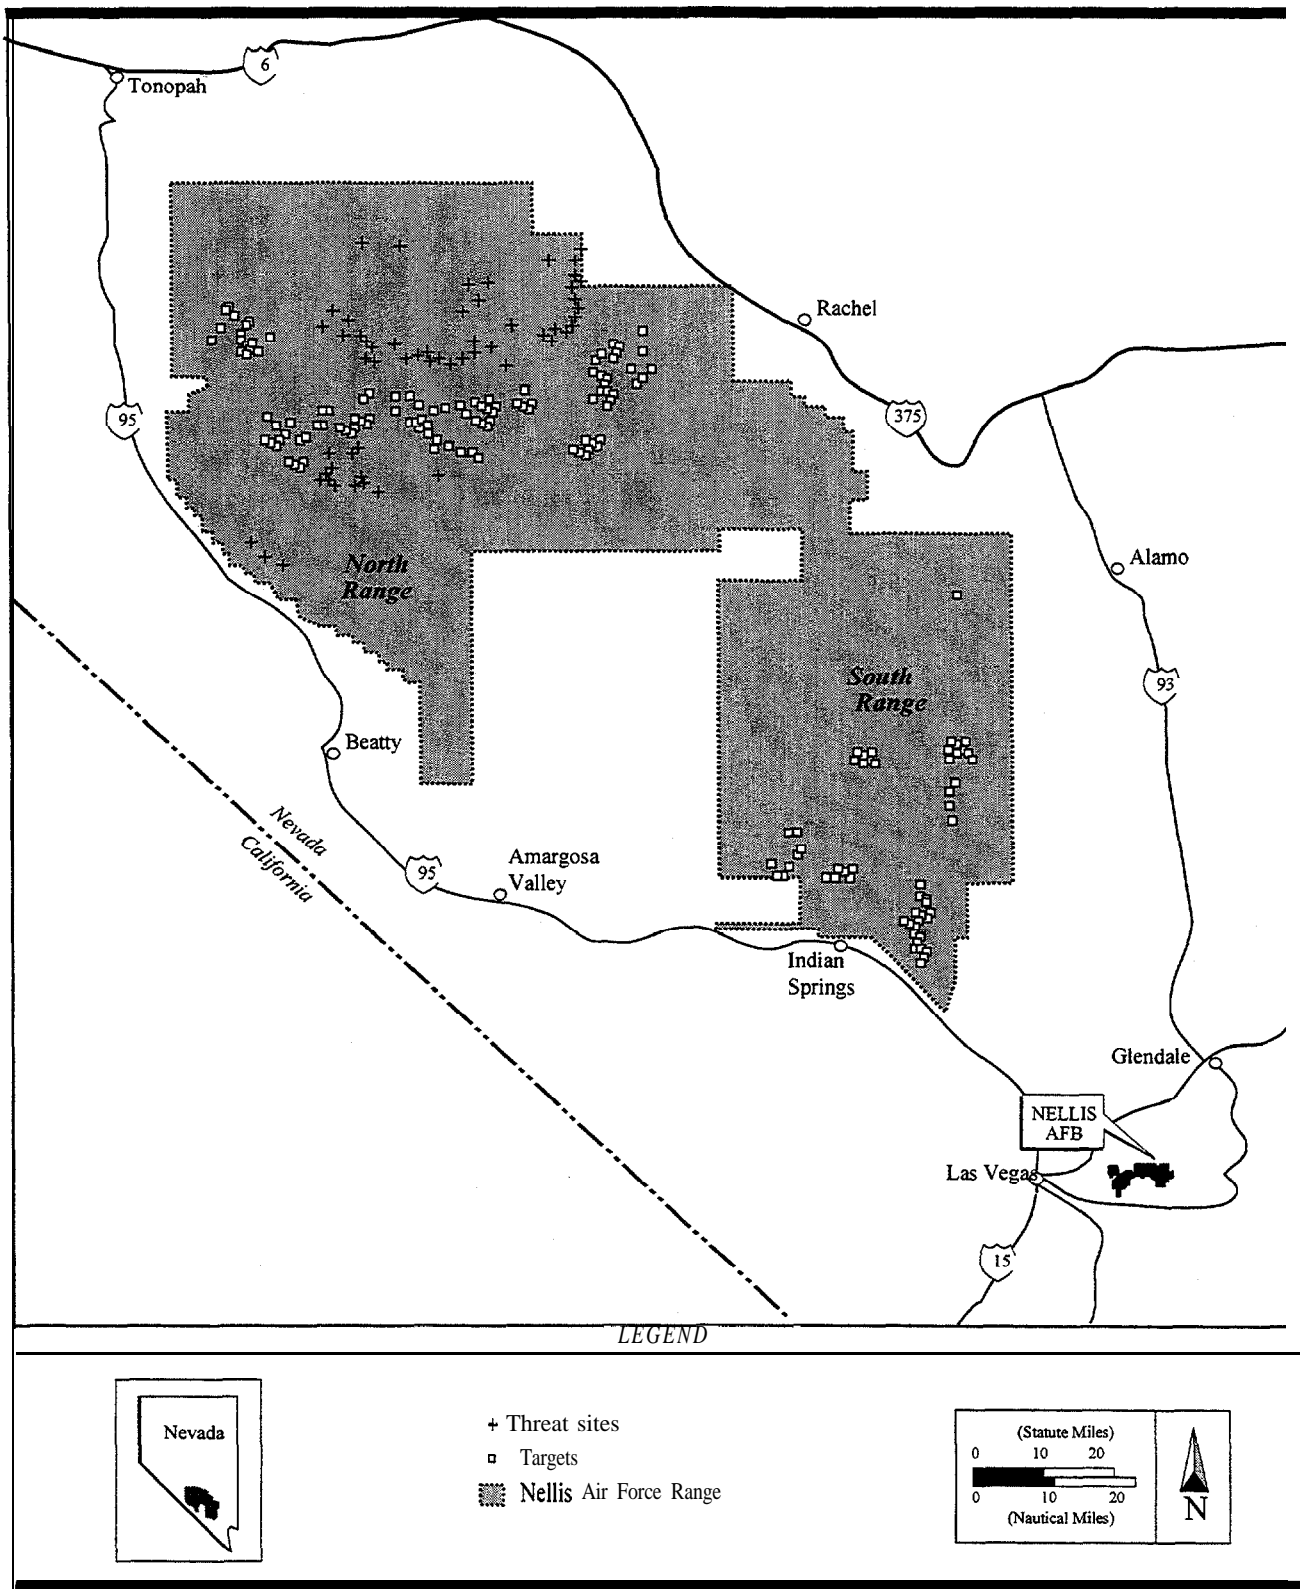 6
Tonopah
Rachel
95
375
Alamo
North
Range
South
Range
93
Beatty
Nevada
California
Amargosa
Valley
95
Indian
Springs
Glendale
NELLIS
AFB
Las Vegas
15
LEGEND
Nevada
+ Threat sites
Targets
Nellis Air Force Range
(Statute Miles)
0 10 20
0 10 20
(Nautical Miles)
N